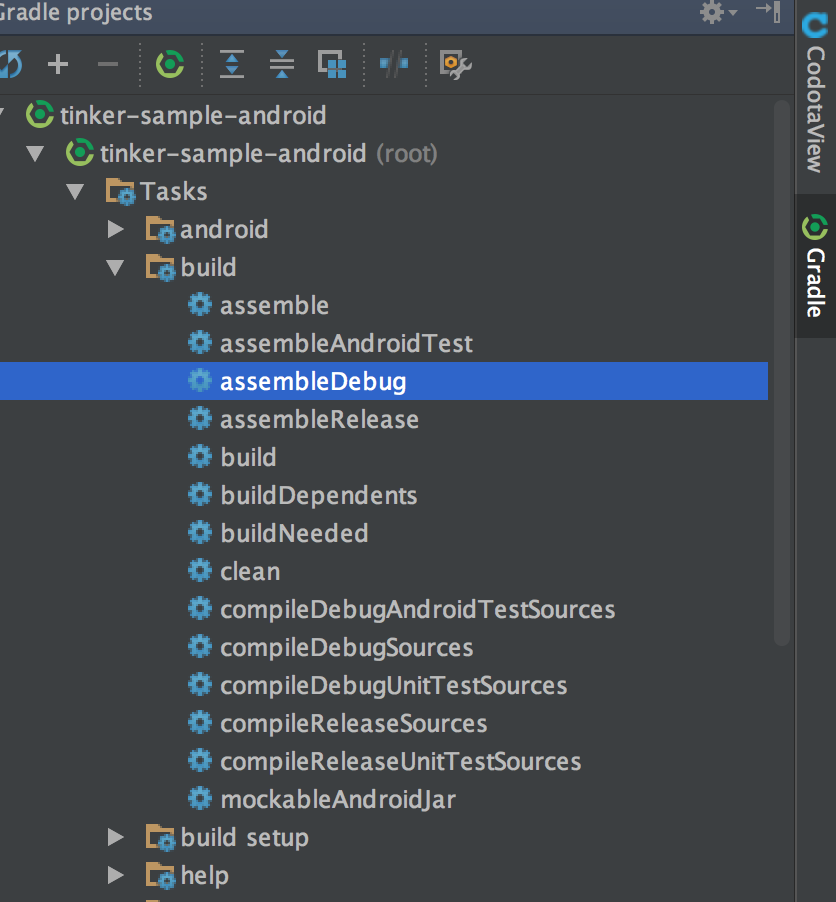 Gradle projects
tinker-sample-android
tinker-sample-android (root)
Tasks
android
build
assemble
assembleAndroidTest
assembleDebug
assembleRelease
build
buildDependents
buildNeeded
clean
compileDebugAndroidTestSources
compileDebugSources
compileDebugUnitTestSources
compileReleaseSources
compileReleaseUnitTestSources
mockableAndroidJar
build setup
help
CodotaView
Gradle